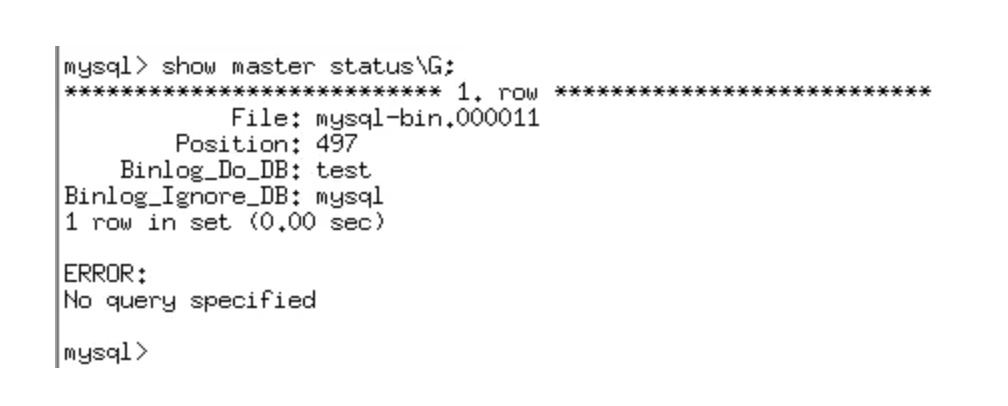 mysql> show master status\G;
*************************** 1. row ***************************
File: mysql-bin.000011
Position: 497
Binlog_Do_DB: test
Binlog_Ignore_DB: mysql
1 row in set (0.00 sec)
ERROR:
No query specified
mysql>